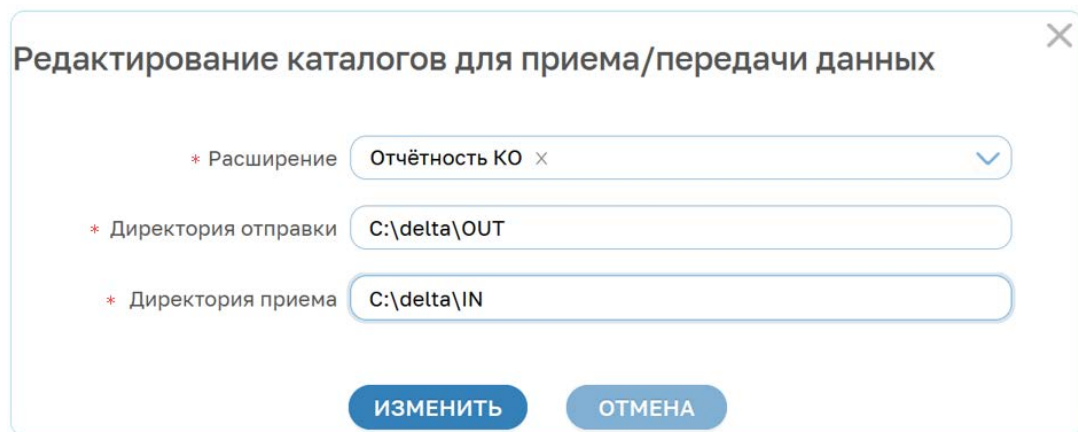 Редактирование каталогов для приема/передачи данных
* Расширение Отчётность КО ×
* Директория отправки C:\delta\OUT
* Директория приема C:\delta\IN
ИЗМЕНИТЬ ОТМЕНА